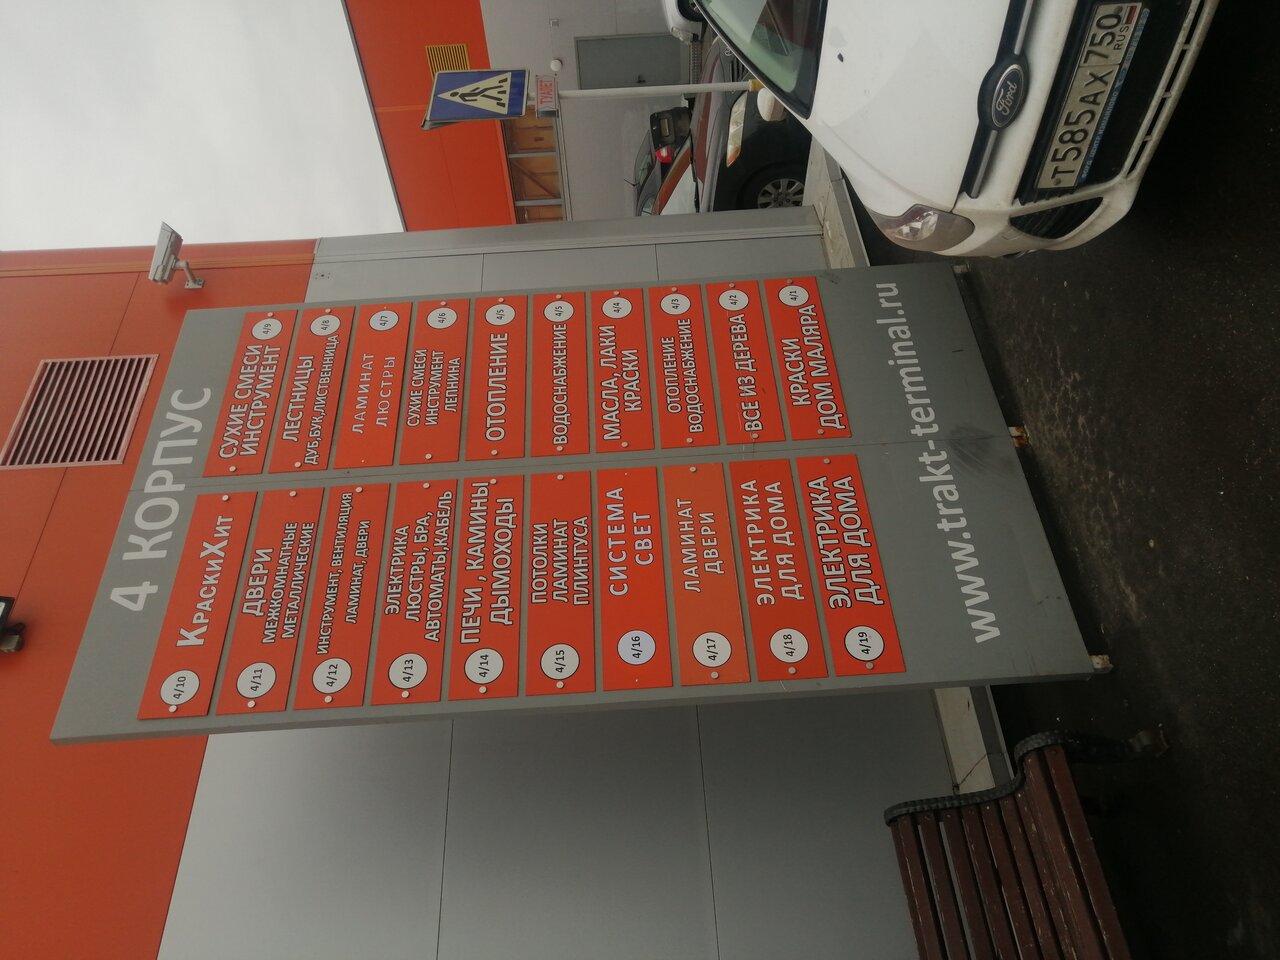 4 КОРПУС
4/10
КраскиХит
4/11
ДВЕРИ
МЕЖКОМНАТНЫЕ
МЕТАЛЛИЧЕСКИЕ
4/12
ИНСТРУМЕНТ, ВЕНТИЛЯЦИЯ
ЛАМИНАТ, ДВЕРИ
4/13
ЭЛЕКТРИКА
ЛЮСТРЫ, БРА,
АВТОМАТЫ,КАБЕЛЬ
4/14
ПЕЧИ , КАМИНЫ
ДЫМОХОДЫ
4/15
ПОТОЛКИ
ЛАМИНАТ
ПЛИНТУСА
4/16
СИСТЕМА
СВЕТ
4/17
ЛАМИНАТ
ДВЕРИ
4/18
ЭЛЕКТРИКА
ДЛЯ ДОМА
4/19
ЭЛЕКТРИКА
ДЛЯ ДОМА
СУХИЕ СМЕСИ
ИНСТРУМЕНТ
4/9
ЛЕСТНИЦЫ
ДУБ,БУК,ЛИСТВЕННИЦА
4/8
ЛАМИНАТ
ЛЮСТРЫ
4/7
СУХИЕ СМЕСИ
ИНСТРУМЕНТ
ЛЕПНИНА
4/6
ОТОПЛЕНИЕ
4/5
ВОДОСНАБЖЕНИЕ
4/5
МАСЛА, ЛАКИ
КРАСКИ
4/4
ОТОПЛЕНИЕ
ВОДОСНАБЖЕНИЕ
4/3
ВСЕ ИЗ ДЕРЕВА
4/2
КРАСКИ
ДОМ МАЛЯРА
4/1
www.trakt-terminal.ru
ТУАЛЕТ
Ford
Т585АХ 750
RUS